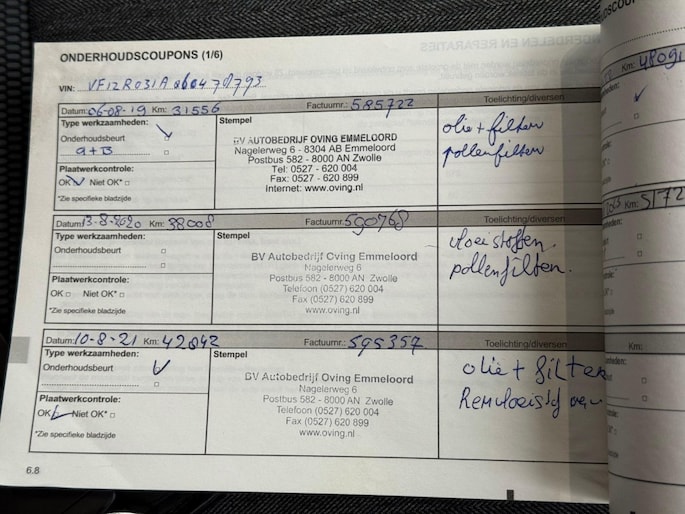 ONDERHOUDSCOUPONS (1/6)
VIN: VF12R031A
Datum: 06-08-19 Km: 31556 Factuurnr.: 585722 Toelichting/diversen
Type werkzaamheden:
Onderhoudsbeurt
a+B
Plaatwerkcontrole:
OK Niet OK*
*Zie specifieke bladzijde
Stempel
BV AUTOBEDRIJF OVING EMMELOORD
Nagelerweg 6 - 8304 AB Emmeloord
Postbus 582 - 8000 AN Zwolle
Tel: 0527 - 620 004
Fax: 0527 - 620 899
Internet: www.oving.nl
olie + filter
pollenfilter
Datum: 13-8-2020 Km: 38008 Factuurnr. 590768 Toelichting/diversen
Type werkzaamheden:
Onderhoudsbeurt
Plaatwerkcontrole:
OK Niet OK*
*Zie specifieke bladzijde
Stempel
BV Autobedrijf Oving Emmeloord
Nagelerweg 6
Postbus 582 - 8000 AN Zwolle
Telefoon (0527) 620 004
Fax (0527) 620 899
www.oving.nl
vloeistoffen
pollenfilter
Datum: 10-8-21 Km: 42842 Factuurnr.: 595357 Toelichting/diversen
Type werkzaamheden:
Onderhoudsbeurt
Plaatwerkcontrole:
OK Niet OK*
*Zie specifieke bladzijde
Stempel
BV Autobedrijf Oving Emmeloord
Nagelerweg 6
Postbus 582 - 8000 AN Zwolle
Telefoon (0527) 620 004
Fax (0527) 620 899
www.oving.nl
olie + filter
Remvloeistof
6.8
Km:
Km:
Km: